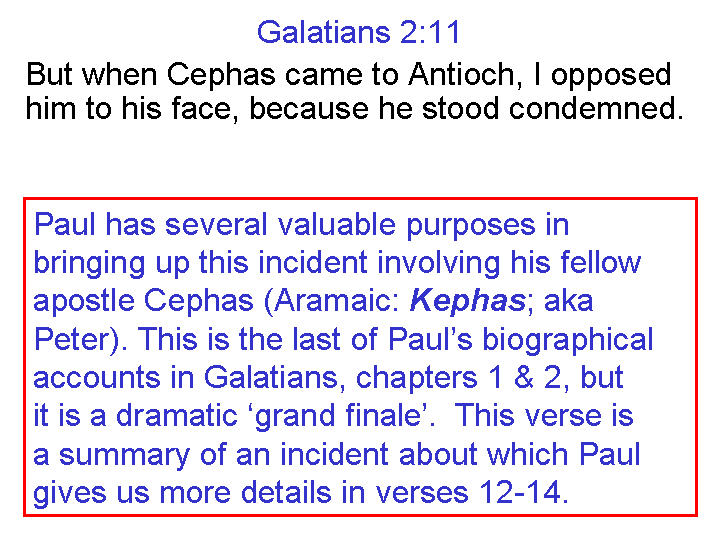 Galatians 2:11
But when Cephas came to Antioch, I opposed
him to his face, because he stood condemned.
Paul has several valuable purposes in
bringing up this incident involving his fellow
apostle Cephas (Aramaic: Kephas; aka
Peter). This is the last of Paul’s biographical
accounts in Galatians, chapters 1 & 2, but
it is a dramatic ‘grand finale’.  This verse is
a summary of an incident about which Paul
gives us more details in verses 12-14.